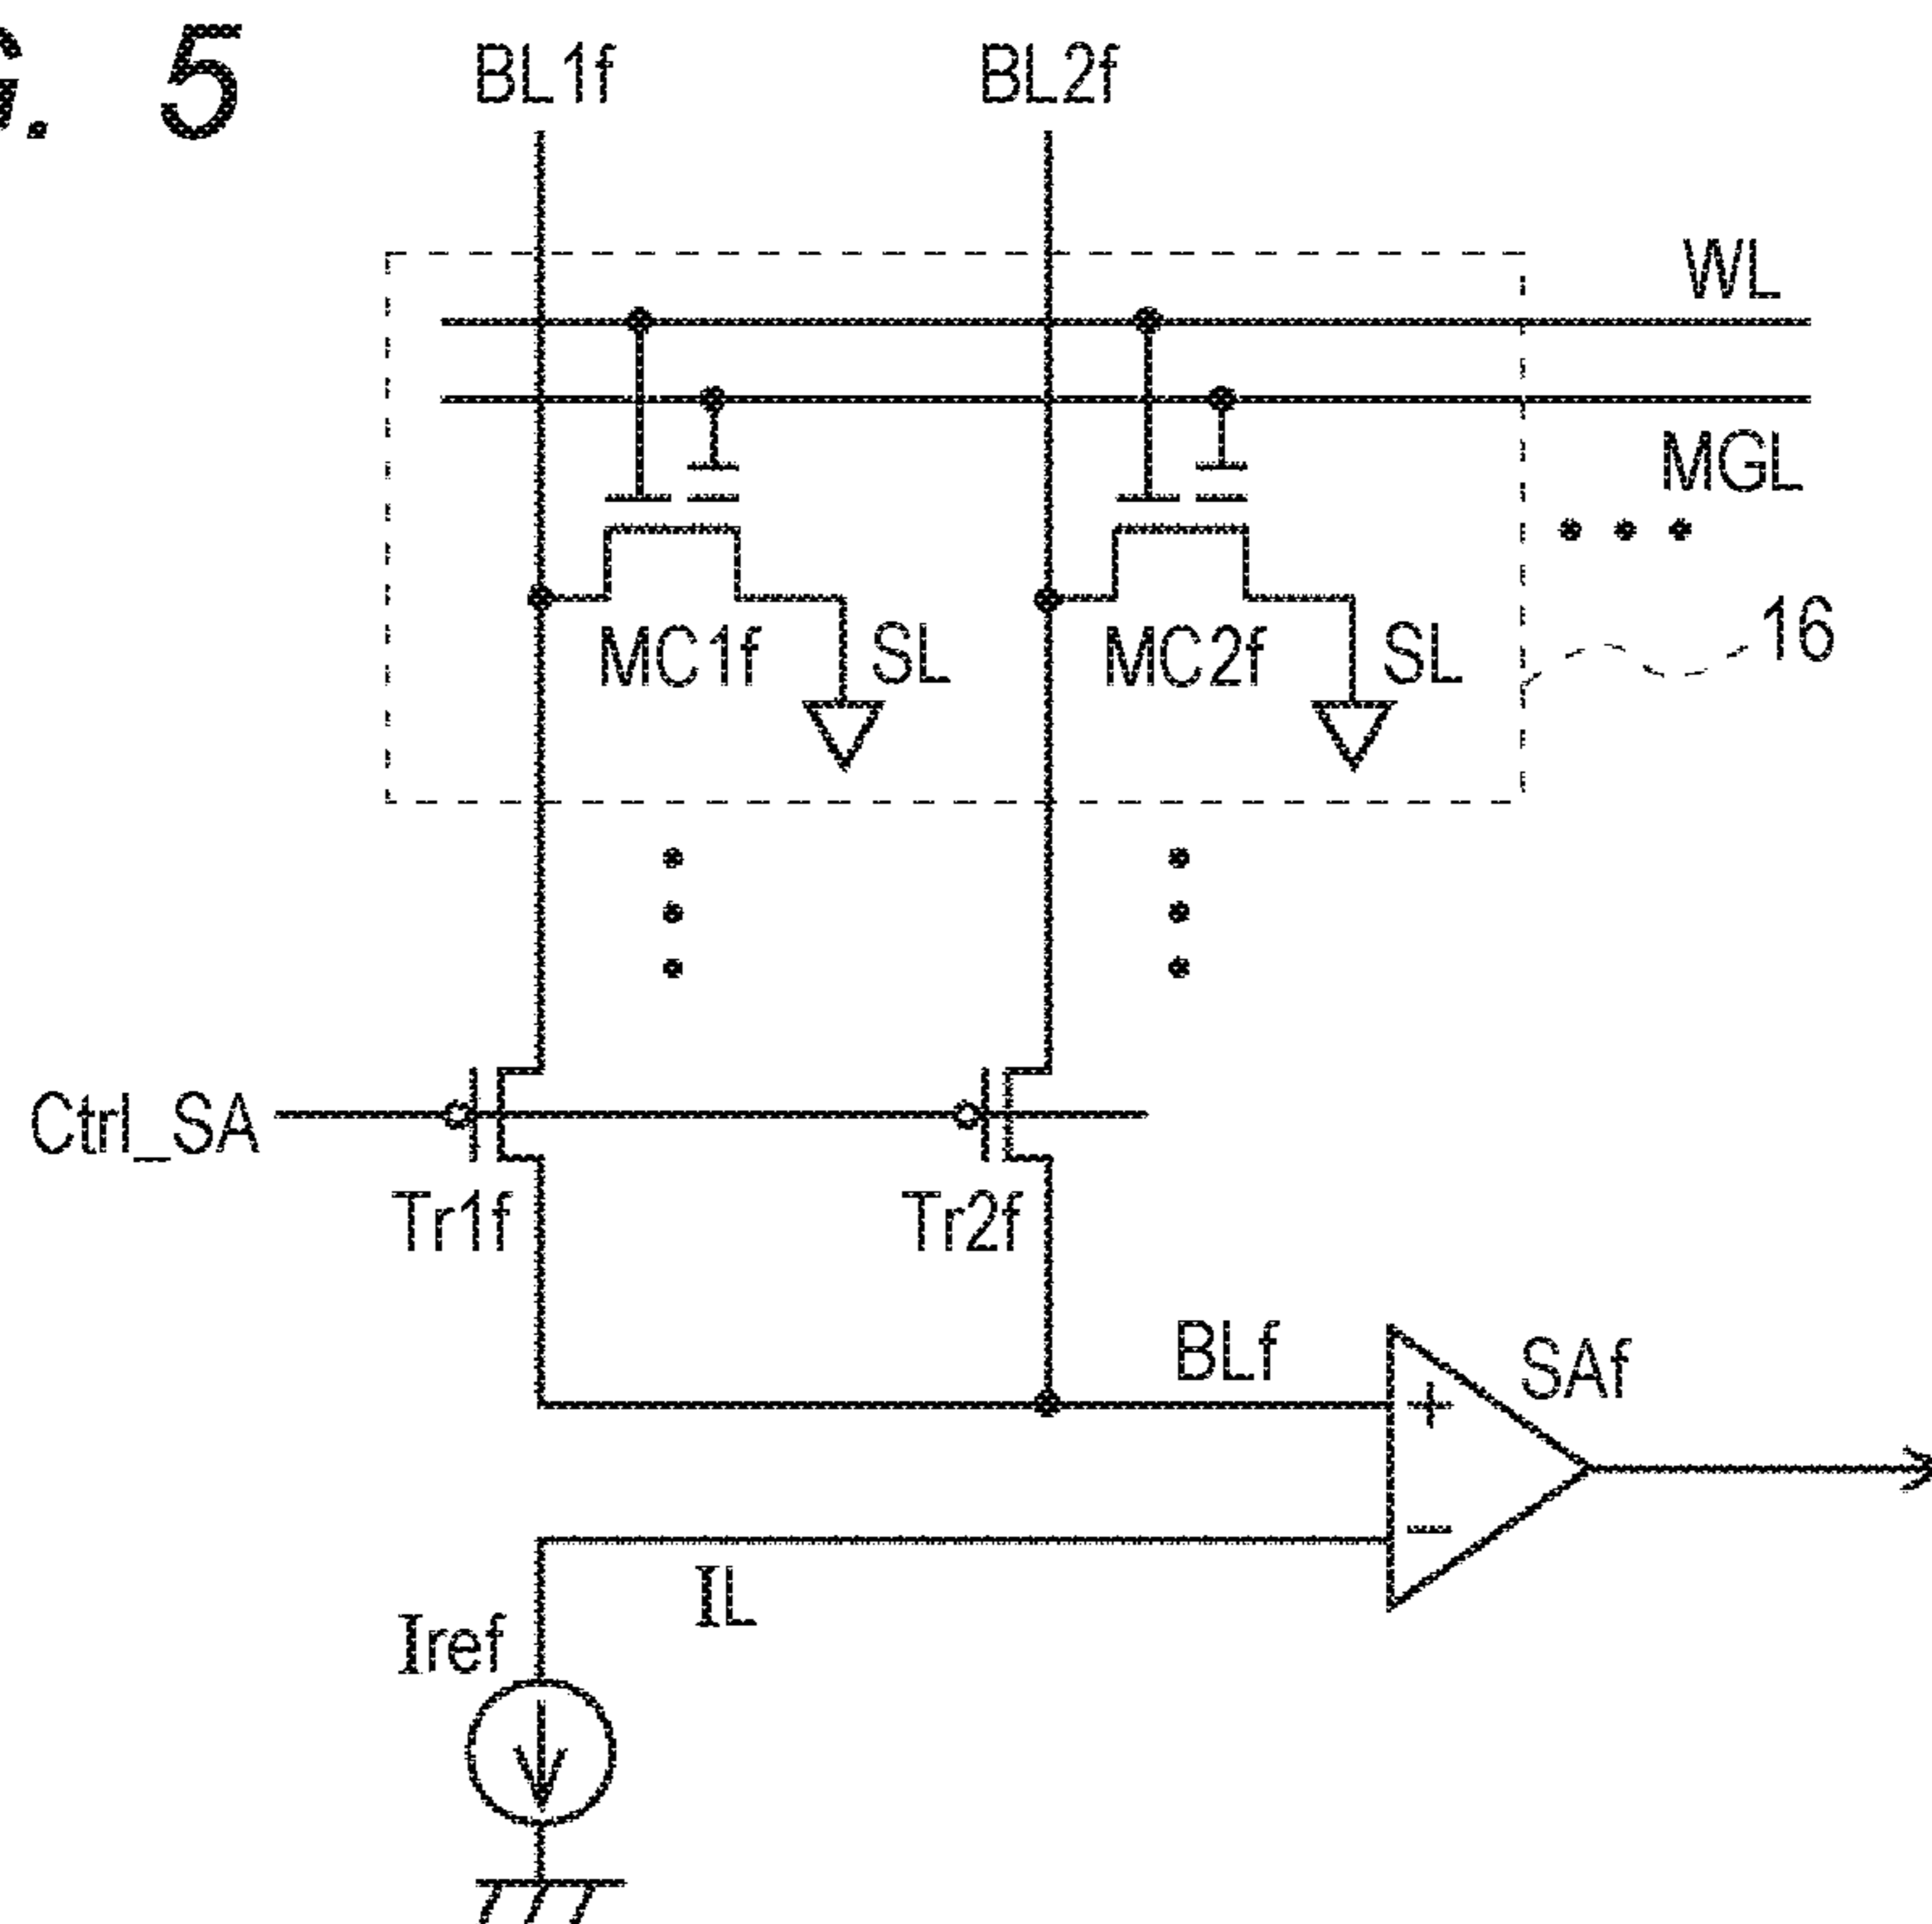 G. 5
BL1f BL2f
WL
MGL
MC1f SL MC2f SL
16
Ctrl_SA
Tr1f Tr2f
BLf SAf
+
−
IL
Iref